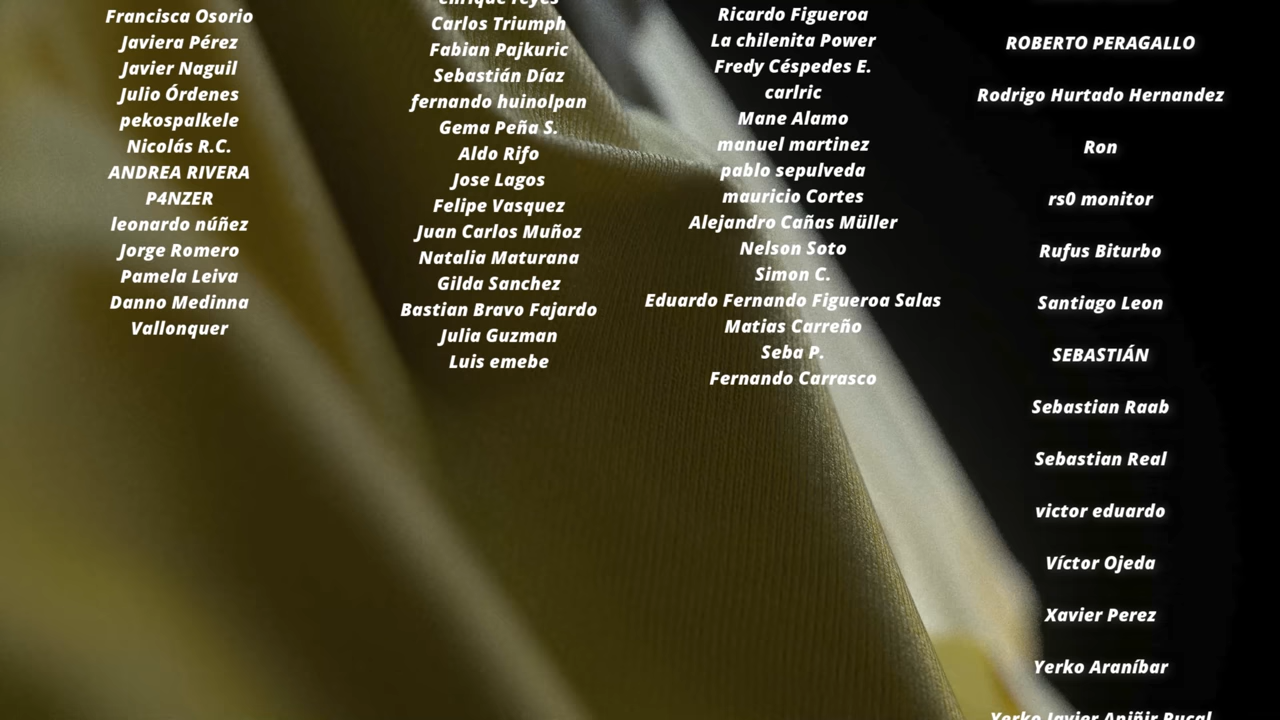 Francisca Osorio
Javiera Pérez
Javier Naguil
Julio Órdenes
pekospalkele
Nicolás R.C.
ANDREA RIVERA
P4NZER
leonardo núñez
Jorge Romero
Pamela Leiva
Danno Medinna
Vallonquer
enrique reyes
Carlos Triumph
Fabian Pajkuric
Sebastián Díaz
fernando huinolpan
Gema Peña S.
Aldo Rifo
Jose Lagos
Felipe Vasquez
Juan Carlos Muñoz
Natalia Maturana
Gilda Sanchez
Bastian Bravo Fajardo
Julia Guzman
Luis emebe
Ricardo Figueroa
La chilenita Power
Fredy Céspedes E.
carlric
Mane Alamo
manuel martinez
pablo sepulveda
mauricio Cortes
Alejandro Cañas Müller
Nelson Soto
Simon C.
Eduardo Fernando Figueroa Salas
Matias Carreño
Seba P.
Fernando Carrasco
ROBERTO PERAGALLO
Rodrigo Hurtado Hernandez
Ron
rs0 monitor
Rufus Biturbo
Santiago Leon
SEBASTIÁN
Sebastian Raab
Sebastian Real
victor eduardo
Víctor Ojeda
Xavier Perez
Yerko Araníbar
Yerko Javier